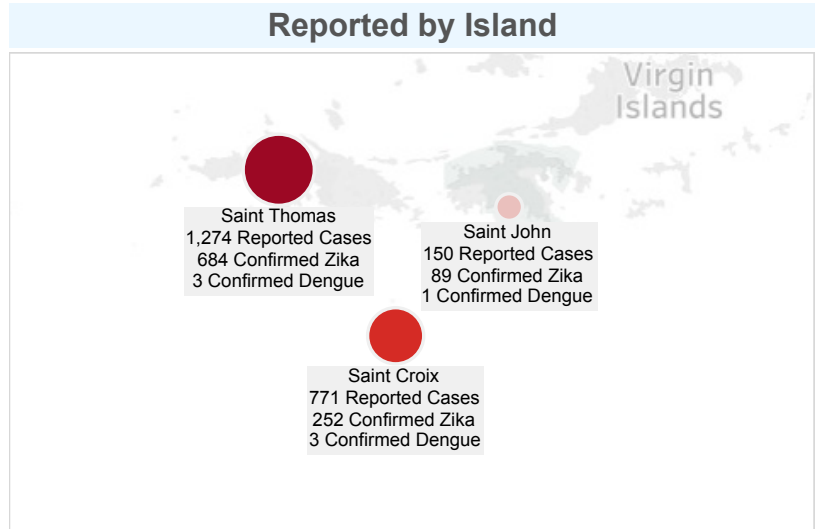 Reported by Island
Virgin
Islands
Saint Thomas
1,274 Reported Cases
684 Confirmed Zika
3 Confirmed Dengue
Saint John
150 Reported Cases
89 Confirmed Zika
1 Confirmed Dengue
Saint Croix
771 Reported Cases
252 Confirmed Zika
3 Confirmed Dengue